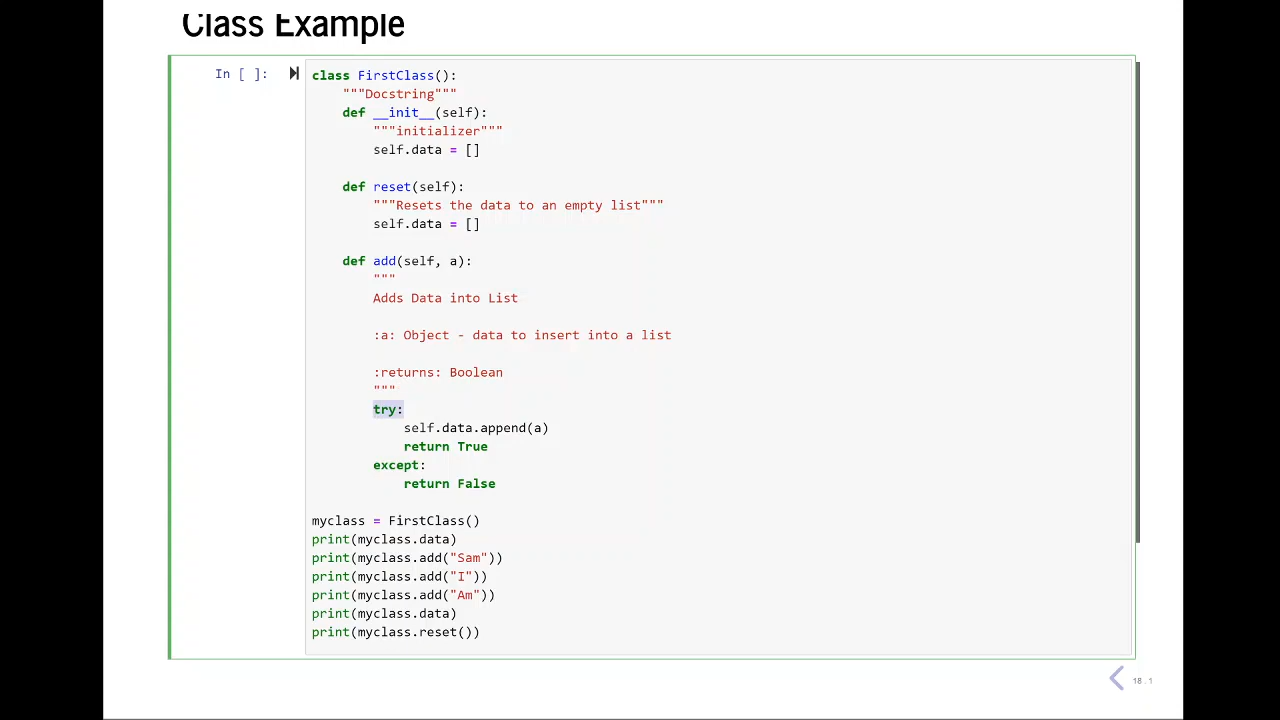 Class Example
In [ ]:
class FirstClass():
    """Docstring"""
    def __init__(self):
        """initializer"""
        self.data = []

    def reset(self):
        """Resets the data to an empty list"""
        self.data = []

    def add(self, a):
        """
        Adds Data into List

        :a: Object - data to insert into a list

        :returns: Boolean
        """
        try:
            self.data.append(a)
            return True
        except:
            return False

myclass = FirstClass()
print(myclass.data)
print(myclass.add("Sam"))
print(myclass.add("I"))
print(myclass.add("Am"))
print(myclass.data)
print(myclass.reset())
18.1